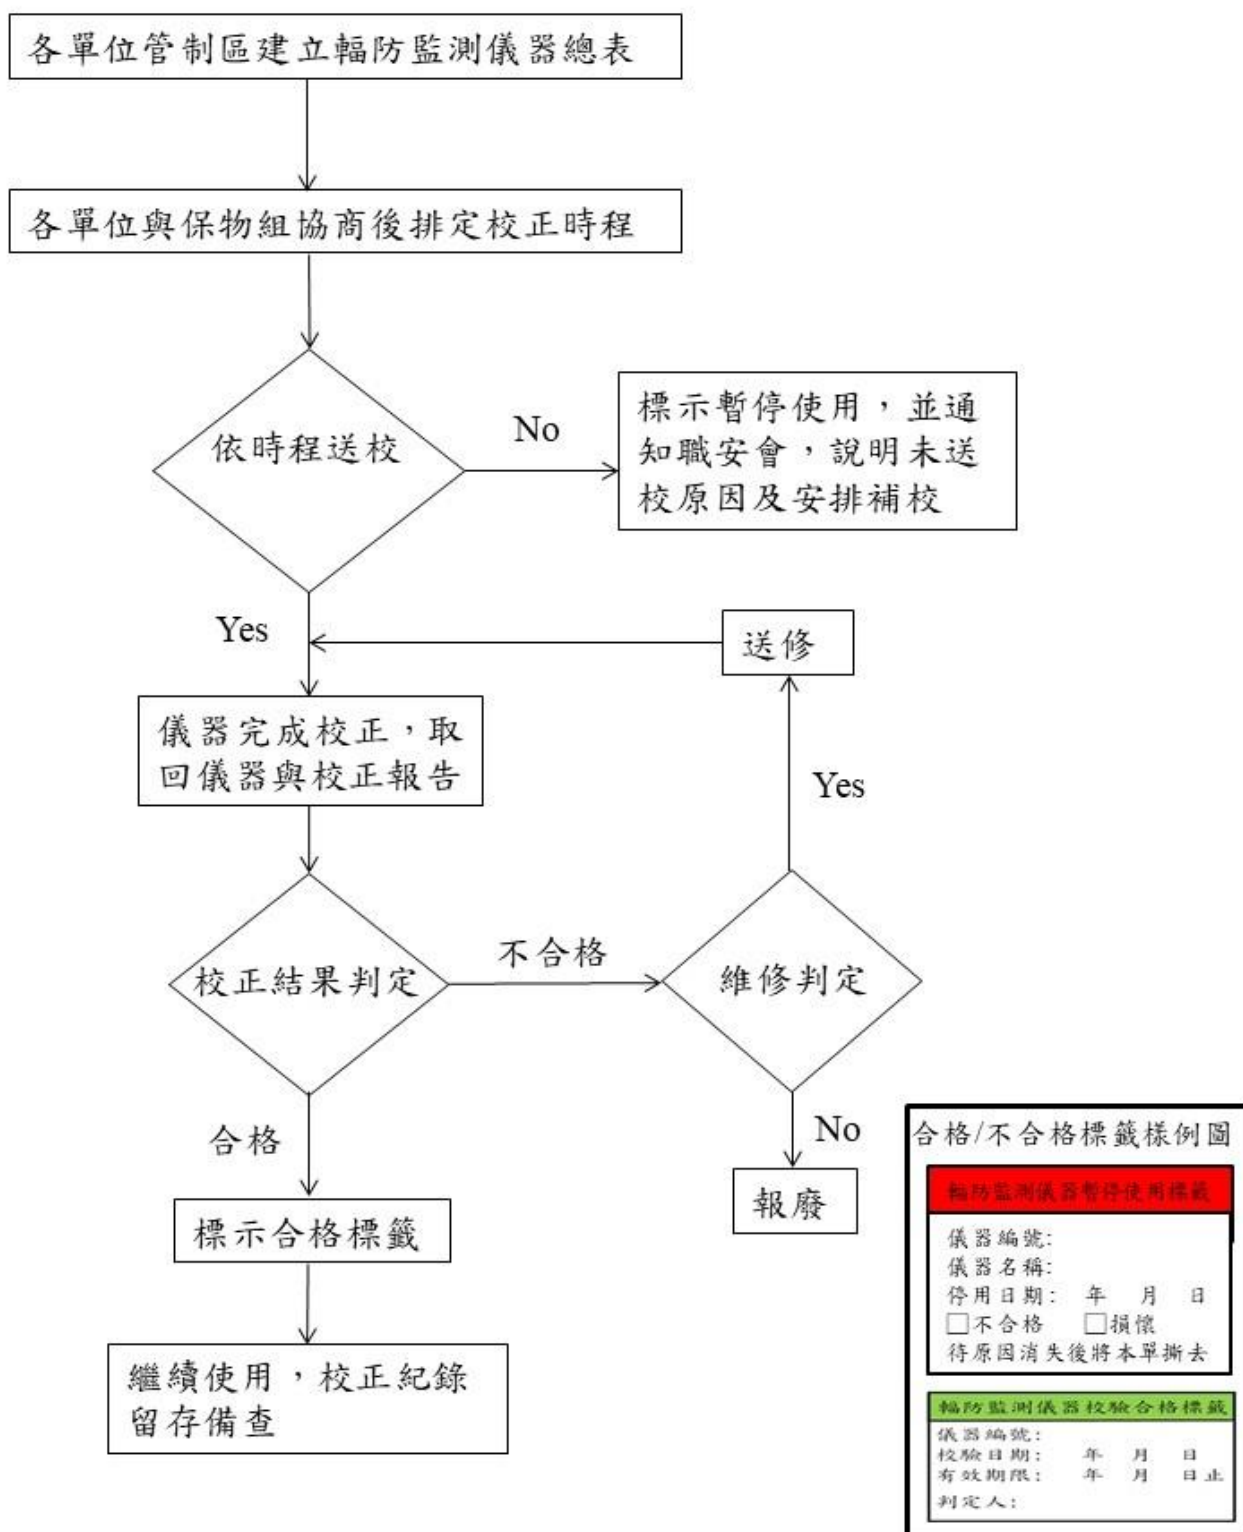 各單位管制區建立輻防監測儀器總表
各單位與保物組協商後排定校正時程
依時程送校
No
標示暫停使用，並通
知職安會，說明未送
校原因及安排補校
Yes
送修
儀器完成校正，取
回儀器與校正報告
Yes
校正結果判定
不合格
維修判定
合格
No
標示合格標籤
報廢
繼續使用，校正紀錄
留存備查
合格/不合格標籤樣例圖
輻防監測儀器暫停使用標籤
儀器編號:
儀器名稱:
停用日期: 年 月 日
□不合格 □損懷
待原因消失後將本單撕去
輻防監測儀器校驗合格標籤
儀器編號:
校驗日期: 年 月 日
有效期限: 年 月 日止
判定人: